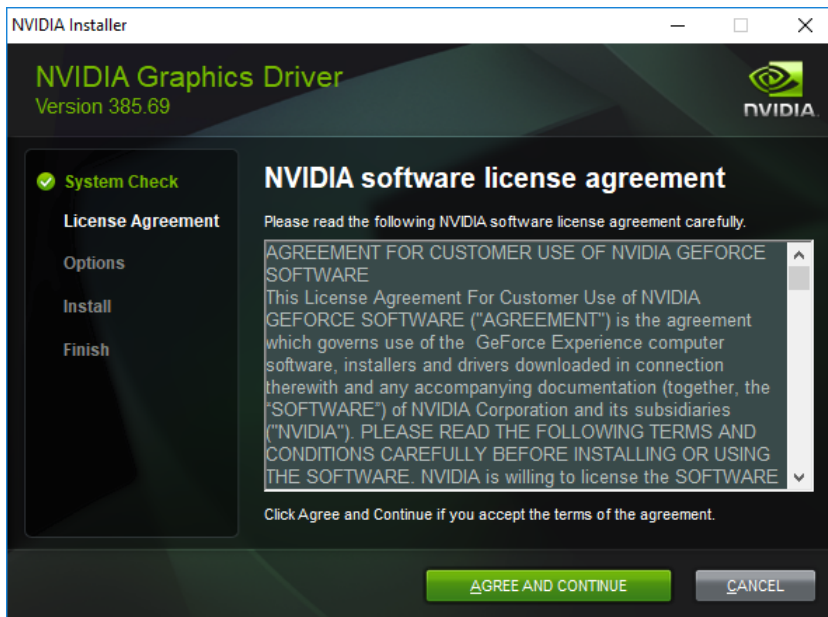 NVIDIA Installer
NVIDIA Graphics Driver
Version 385.69
NVIDIA.
System Check
License Agreement
Options
Install
Finish
NVIDIA software license agreement
Please read the following NVIDIA software license agreement carefully.
AGREEMENT FOR CUSTOMER USE OF NVIDIA GEFORCE
SOFTWARE
This License Agreement For Customer Use of NVIDIA
GEFORCE SOFTWARE ("AGREEMENT") is the agreement
which governs use of the  GeForce Experience computer
software, installers and drivers downloaded in connection
therewith and any accompanying documentation (together, the
“SOFTWARE”) of NVIDIA Corporation and its subsidiaries
("NVIDIA"). PLEASE READ THE FOLLOWING TERMS AND
CONDITIONS CAREFULLY BEFORE INSTALLING OR USING
THE SOFTWARE. NVIDIA is willing to license the SOFTWARE
Click Agree and Continue if you accept the terms of the agreement.
AGREE AND CONTINUE
CANCEL